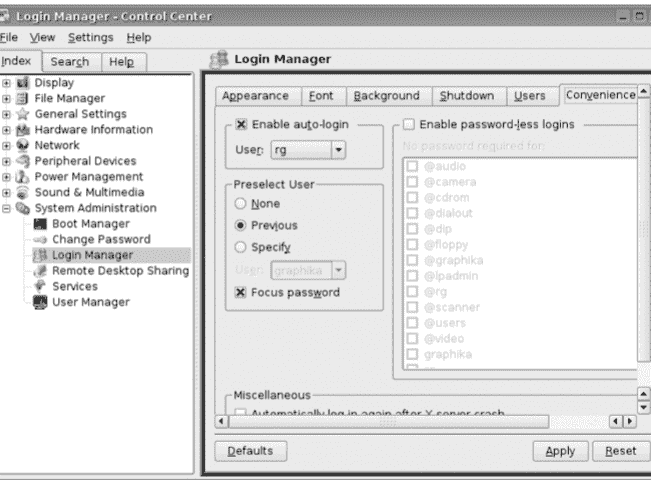 Login Manager - Control Center
File View Settings Help
Index Search Help
Display
File Manager
General Settings
Hardware Information
Network
Peripheral Devices
Power Management
Sound & Multimedia
System Administration
Boot Manager
Change Password
Login Manager
Remote Desktop Sharing
Services
User Manager
Login Manager
Appearance Font Background Shutdown Users Convenience
Enable auto-login
User: rg
Preselect User
None
Previous
Specify
User: graphika
Focus password
Enable password-less logins
No password required for:
@audio
@camera
@cdrom
@dialout
@dip
@floppy
@graphika
@lpadmin
@rg
@scanner
@users
@video
graphika
Miscellaneous
Automatically log in again after X server crash
Defaults Apply Reset